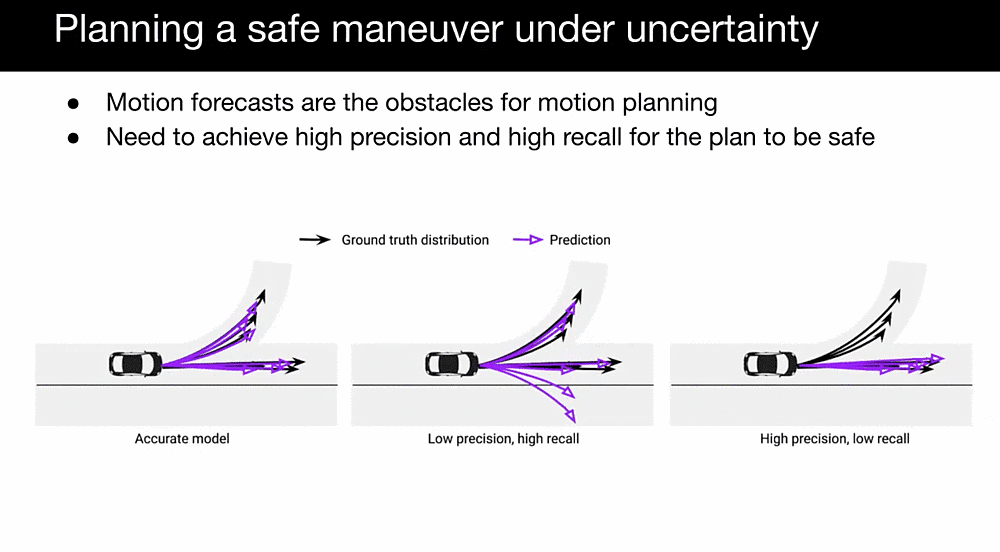 Planning a safe maneuver under uncertainty
● Motion forecasts are the obstacles for motion planning
● Need to achieve high precision and high recall for the plan to be safe
Ground truth distribution Prediction
Accurate model
Low precision, high recall
High precision, low recall